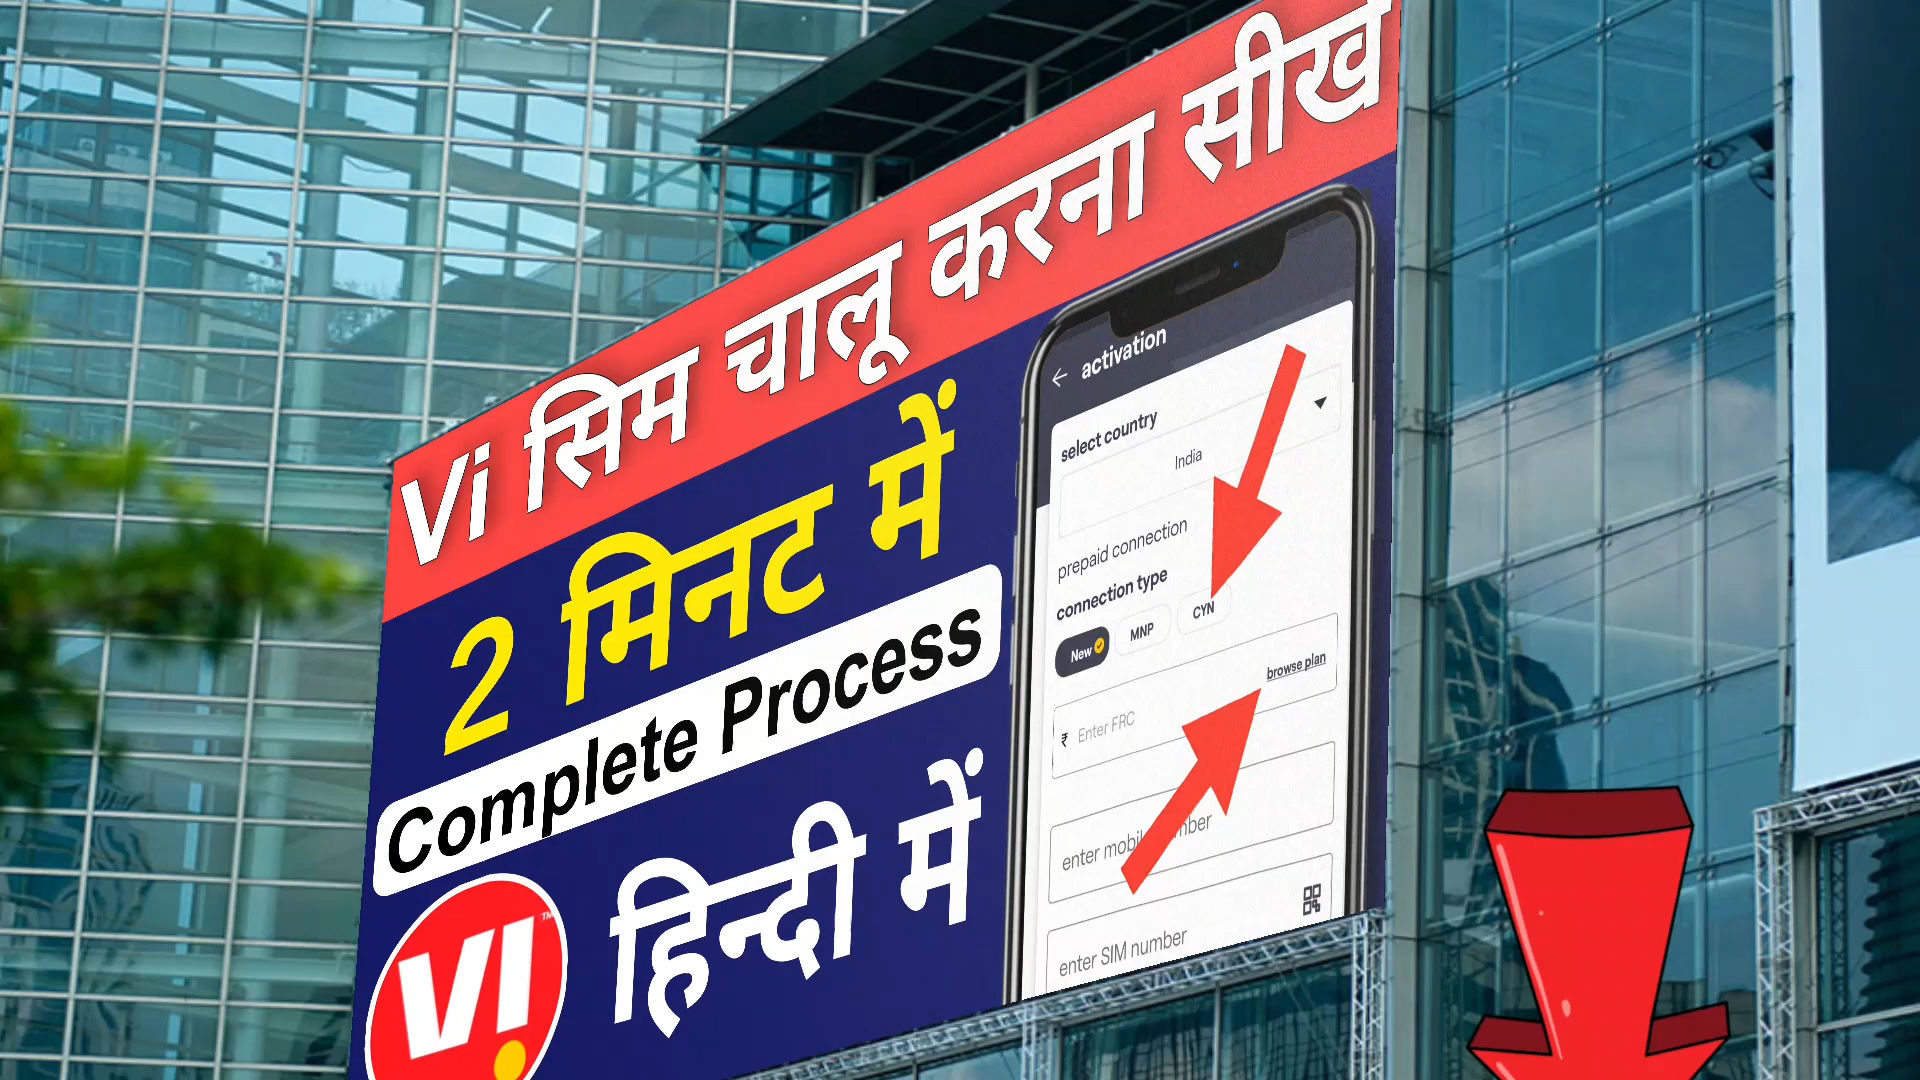 Vi सिम चालू करना सीखे
2 मिनट में
Complete Process
हिन्दी में
VI
TM
← activation
select country
India
prepaid connection
connection type
New
MNP
CYN
browse plan
₹ Enter FRC
enter SIM number